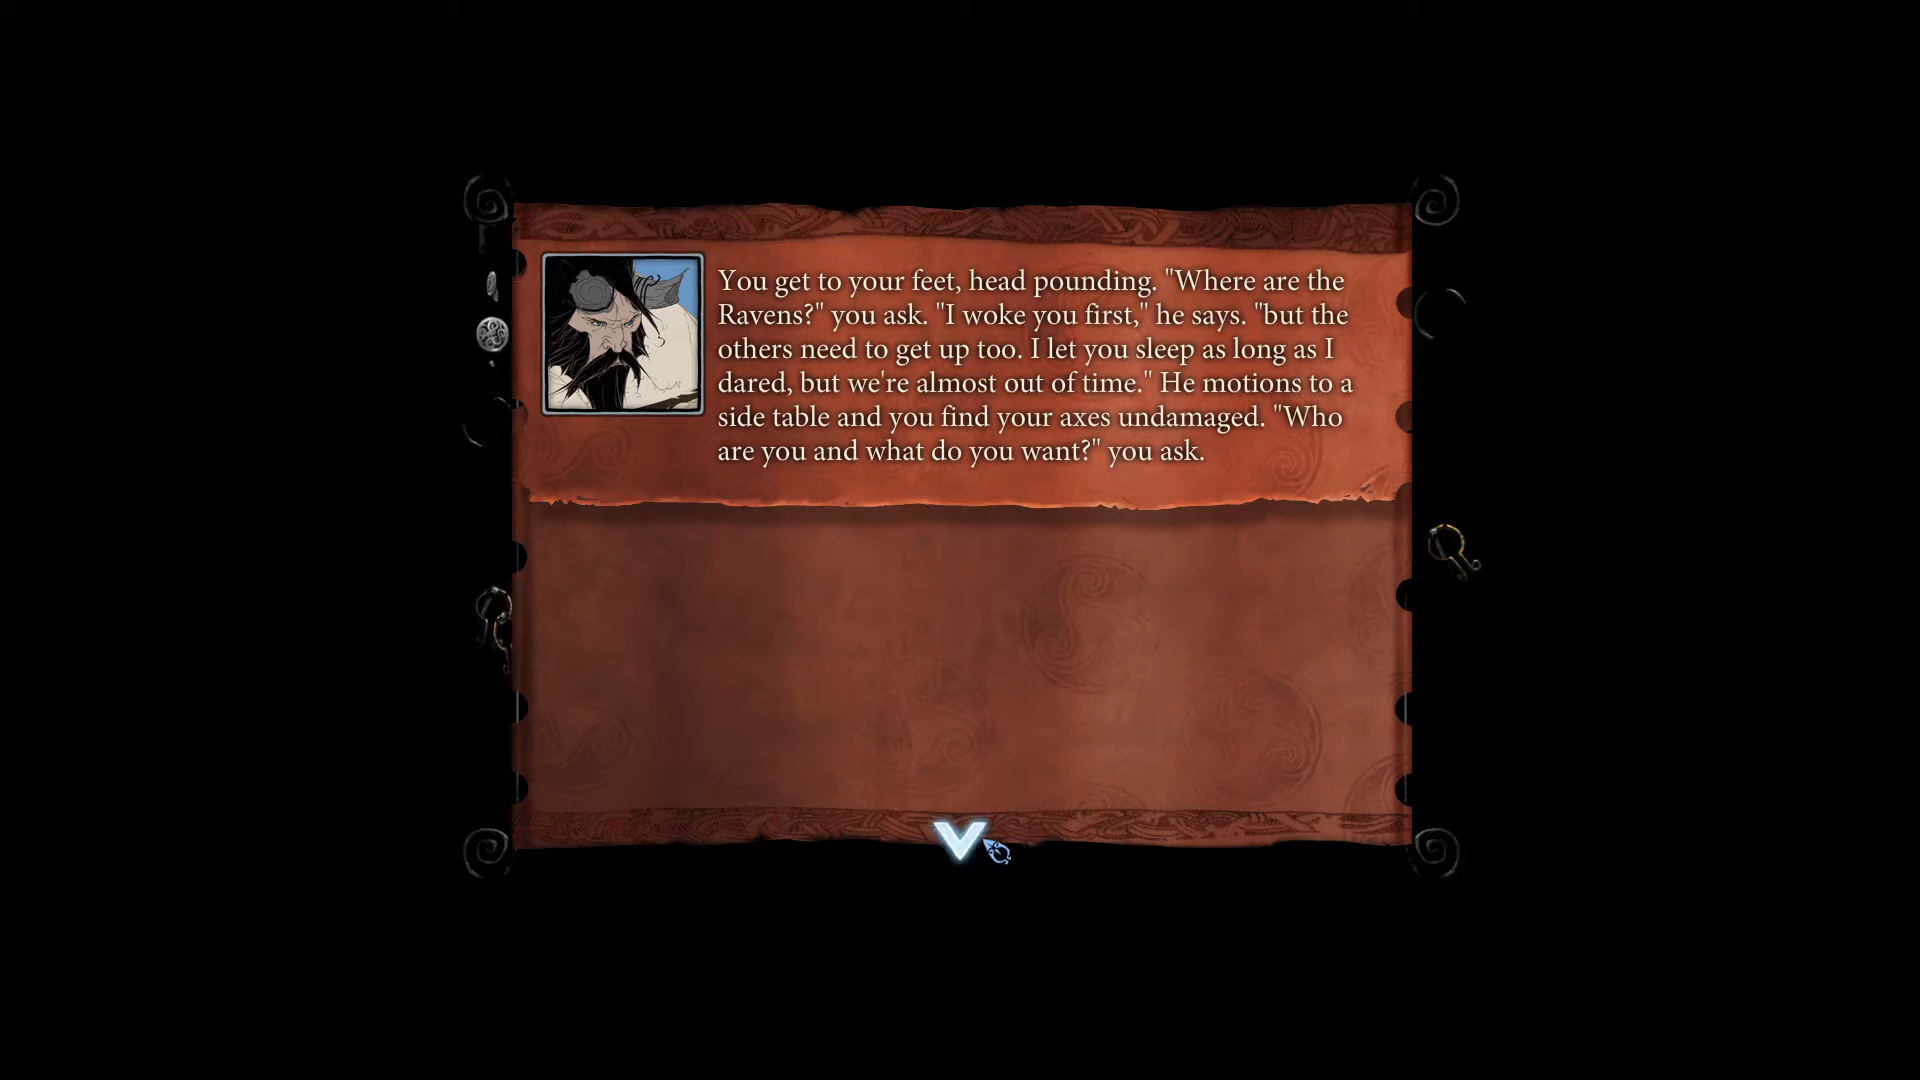 You get to your feet, head pounding. "Where are the
Ravens?" you ask. "I woke you first," he says. "but the
others need to get up too. I let you sleep as long as I
dared, but we're almost out of time." He motions to a
side table and you find your axes undamaged. "Who
are you and what do you want?" you ask.